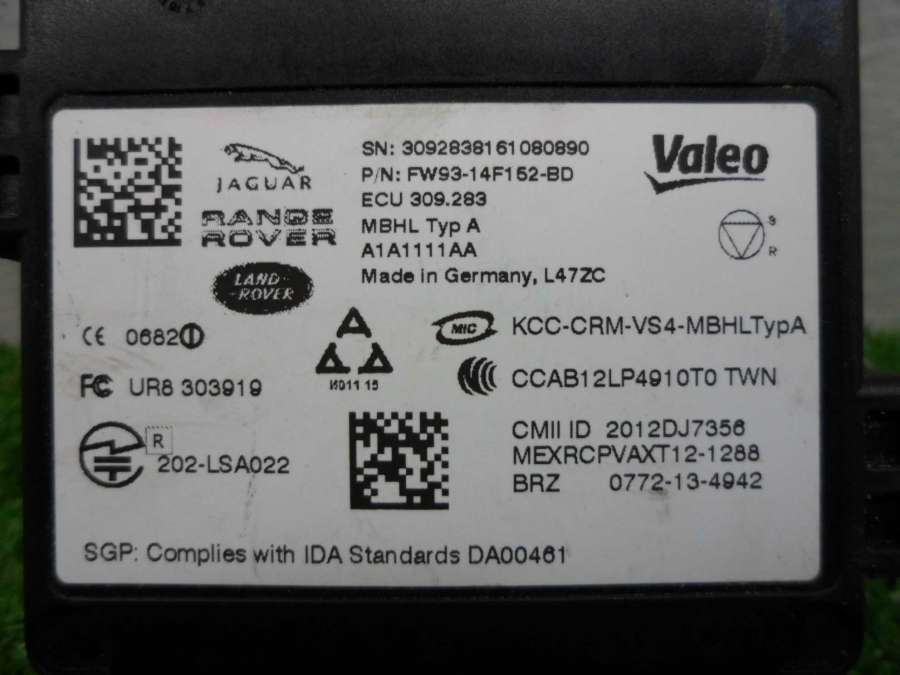 JAGUAR
RANGE
ROVER
LAND-
-ROVER
SN: 3092838161080890
P/N: FW93-14F152-BD
ECU 309.283
MBHL Typ A
A1A1111AA
Made in Germany, L47ZC
Valeo
9
R
CE 0682
FC UR8 303919
R
202-LSA022
MIC KCC-CRM-VS4-MBHLTypA
CCAB12LP4910T0 TWN
CMII ID 2012DJ7356
MEXRCPVAXT12-1288
BRZ 0772-13-4942
SGP: Complies with IDA Standards DA00461